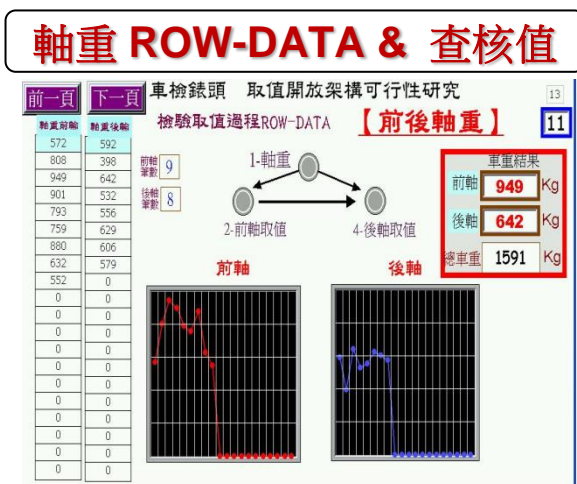 軸重 ROW-DATA & 查核值
前一頁
下一頁
車檢錶頭 取值開放架構可行性研究
13
檢驗取值過程ROW-DATA
【前後軸重】
11
軸重前輪 軸重後輪
572 592
808 398
949 642
901 532
793 556
759 629
880 606
632 579
552 0
0 0
0 0
0 0
0 0
0 0
0 0
0 0
0 0
0 0
0 0
0 0
前軸筆數 9
後軸筆數 8
1-軸重
2-前軸取值
4-後軸取值
車重結果
前軸 949 Kg
後軸 642 Kg
總車重 1591 Kg
前軸
後軸